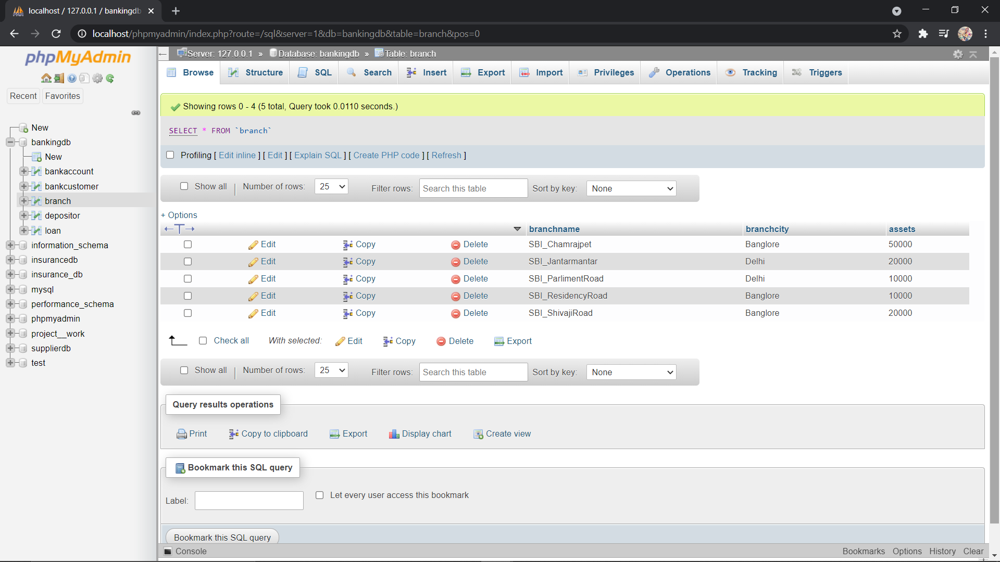 localhost / 127.0.0.1 / bankingdb
localhost/phpmyadmin/index.php?route=/sql&server=1&db=bankingdb&table=branch&pos=0
phpMyAdmin
Recent Favorites
New
bankingdb
New
bankaccount
bankcustomer
branch
depositor
loan
information_schema
insurancedb
insurance_db
mysql
performance_schema
phpmyadmin
project__work
supplierdb
test
Server: 127.0.0.1 » Database: bankingdb » Table: branch
Browse Structure SQL Search Insert Export Import Privileges Operations Tracking Triggers
Showing rows 0 - 4 (5 total, Query took 0.0110 seconds.)
SELECT * FROM `branch`
Profiling [ Edit inline ] [ Edit ] [ Explain SQL ] [ Create PHP code ] [ Refresh ]
Show all | Number of rows: 25 Filter rows: Search this table Sort by key: None
+ Options
←T→ branchname branchcity assets
Edit Copy Delete SBI_Chamrajpet Banglore 50000
Edit Copy Delete SBI_Jantarmantar Delhi 20000
Edit Copy Delete SBI_ParlimentRoad Delhi 10000
Edit Copy Delete SBI_ResidencyRoad Banglore 10000
Edit Copy Delete SBI_ShivajiRoad Banglore 20000
Check all With selected: Edit Copy Delete Export
Show all | Number of rows: 25 Filter rows: Search this table Sort by key: None
Query results operations
Print Copy to clipboard Export Display chart Create view
Bookmark this SQL query
Label: Let every user access this bookmark
Bookmark this SQL query
Console Bookmarks Options History Clear